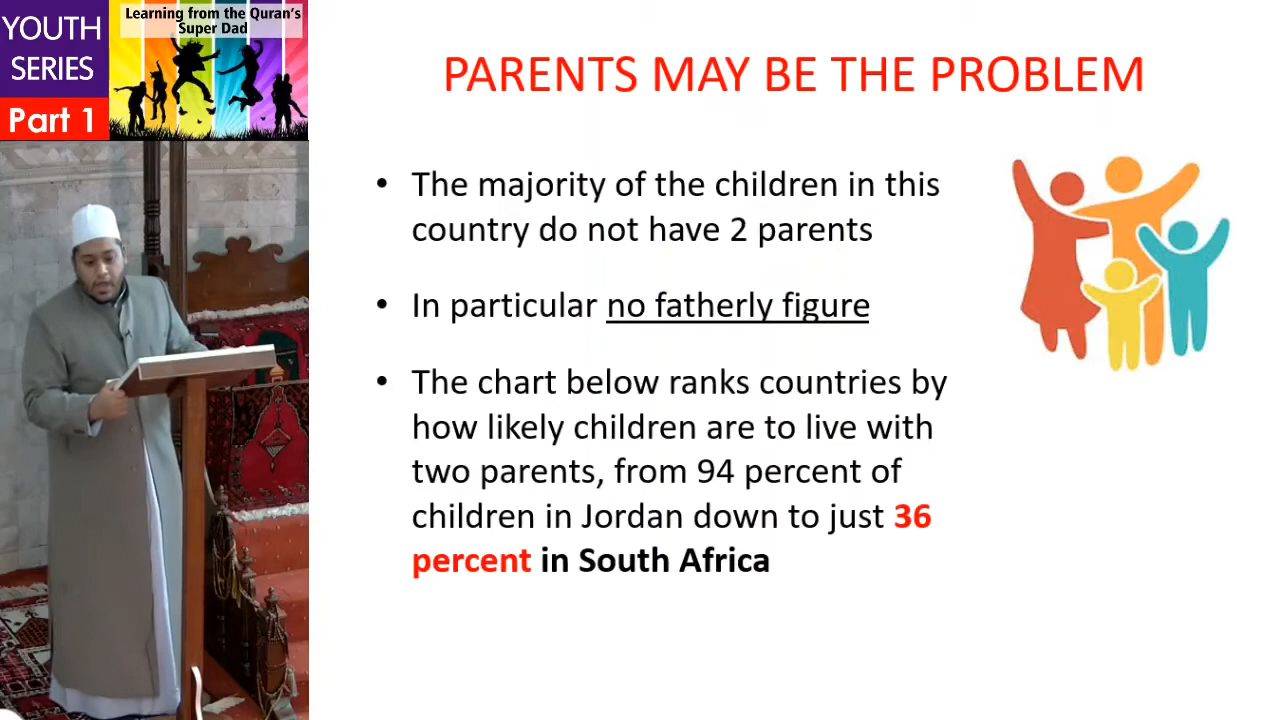 YOUTH
SERIES
Part 1
Learning from the Quran's
Super Dad
PARENTS MAY BE THE PROBLEM
• The majority of the children in this
country do not have 2 parents
• In particular no fatherly figure
• The chart below ranks countries by
how likely children are to live with
two parents, from 94 percent of
children in Jordan down to just 36
percent in South Africa